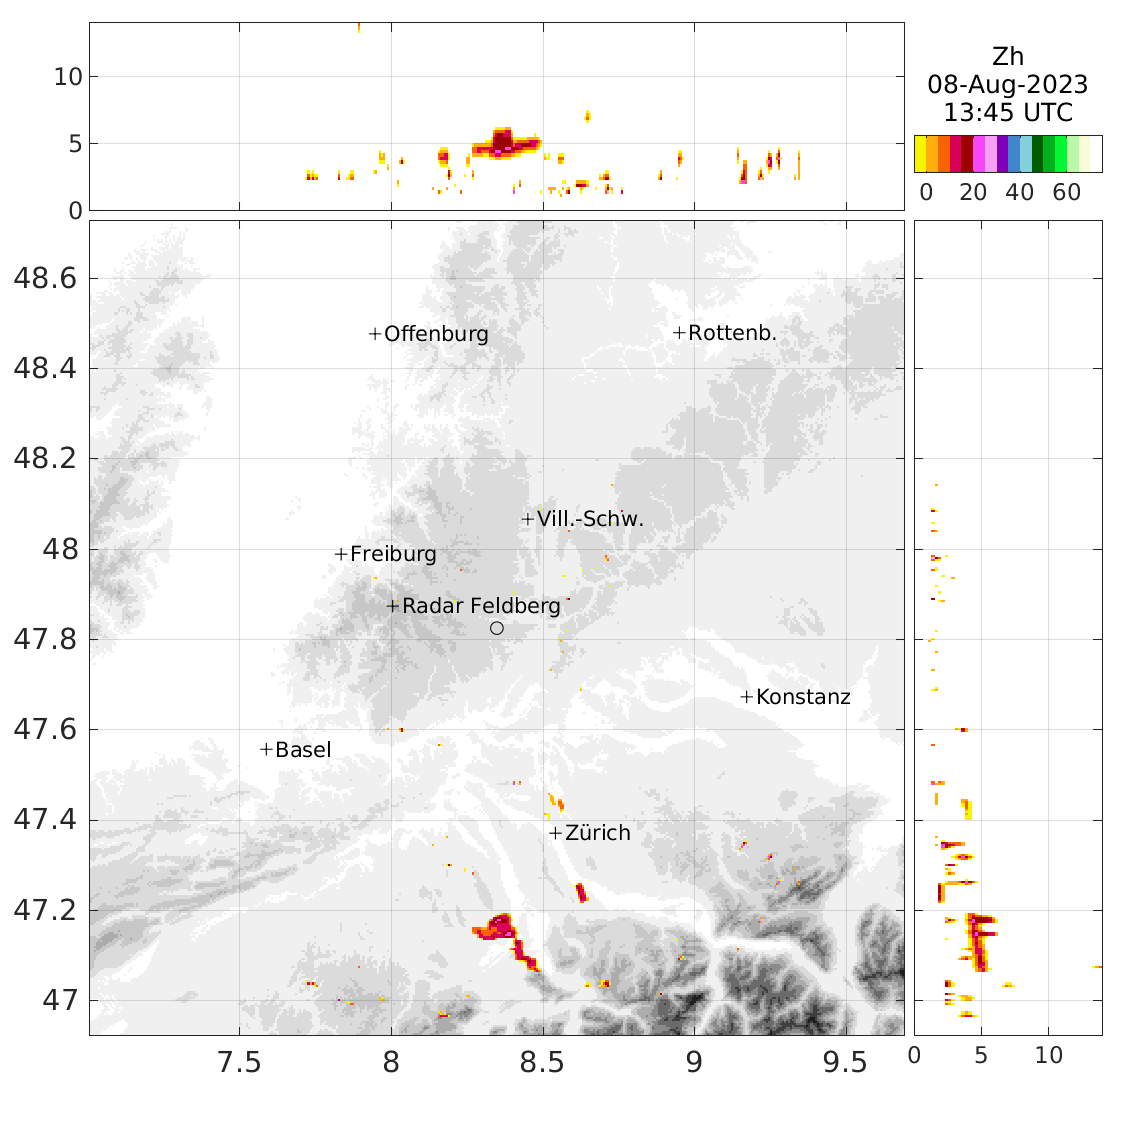 10
5
0
Zh
08-Aug-2023
13:45 UTC
0 20 40 60
48.6
48.4
48.2
48
47.8
47.6
47.4
47.2
47
+Offenburg
+Rottenb.
+Vill.-Schw.
+Freiburg
+Radar Feldberg
+Konstanz
+Basel
+Zürich
7.5 8 8.5 9 9.5
0 5 10